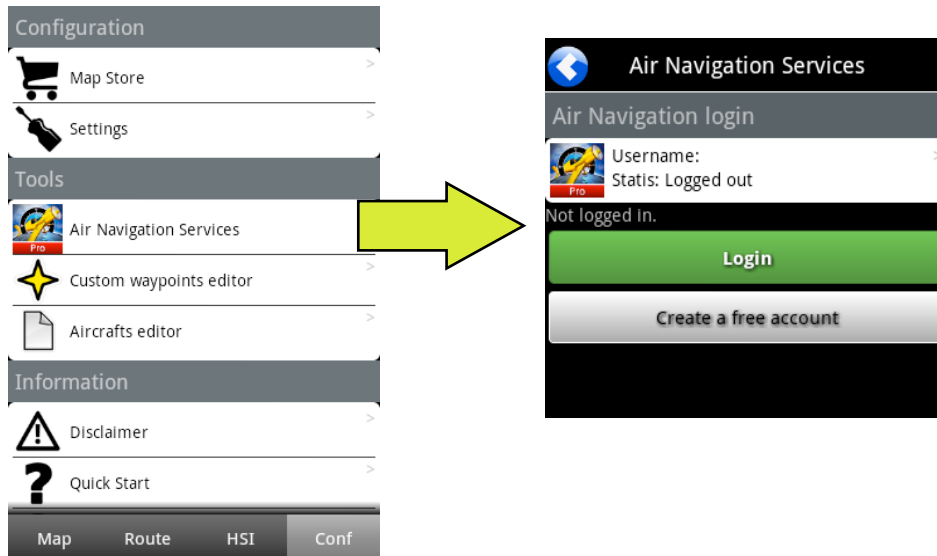 Configuration
Map Store
Settings
Tools
Pro
Air Navigation Services
Custom waypoints editor
Aircrafts editor
Information
Disclaimer
Quick Start
Map Route HSI Conf
Air Navigation Services
Air Navigation login
Username:
Pro
Statis: Logged out
Not logged in.
Login
Create a free account